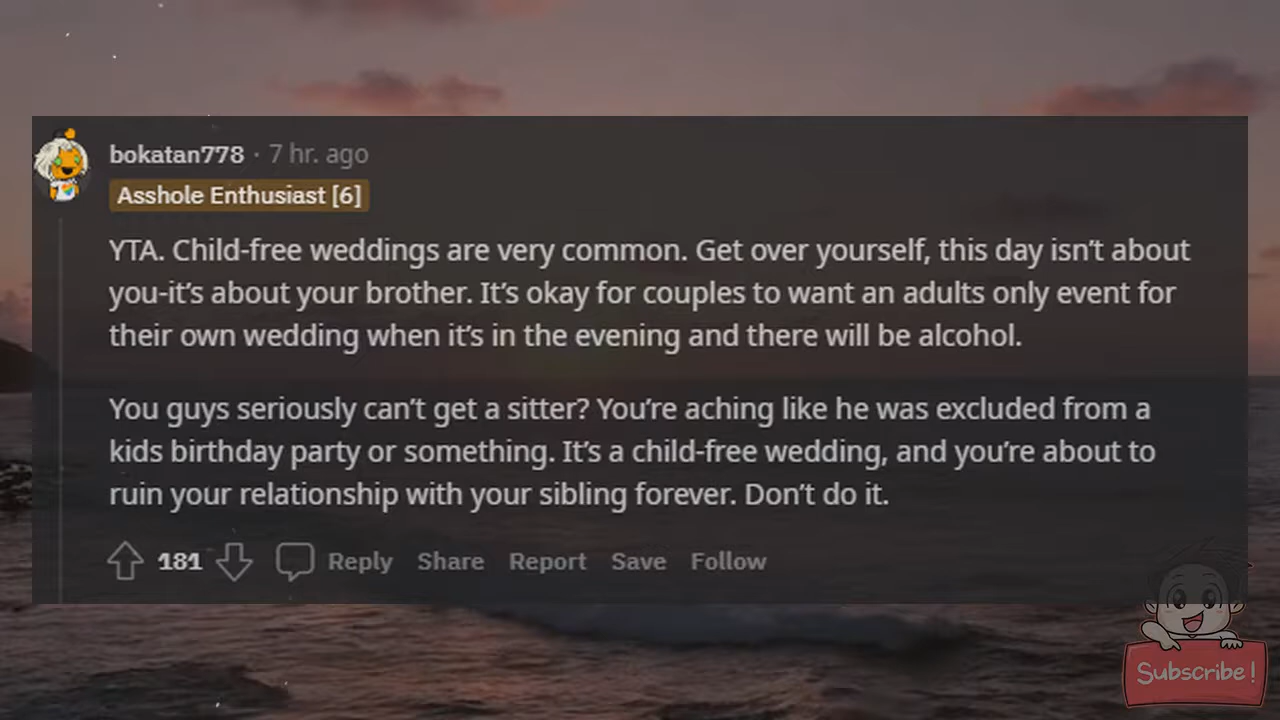 bokatan778 · 7 hr. ago
Asshole Enthusiast [6]
YTA. Child-free weddings are very common. Get over yourself, this day isn’t about
you-it’s about your brother. It’s okay for couples to want an adults only event for
their own wedding when it’s in the evening and there will be alcohol.
You guys seriously can’t get a sitter? You’re aching like he was excluded from a
kids birthday party or something. It’s a child-free wedding, and you’re about to
ruin your relationship with your sibling forever. Don’t do it.
181 Reply Share Report Save Follow
Subscribe!